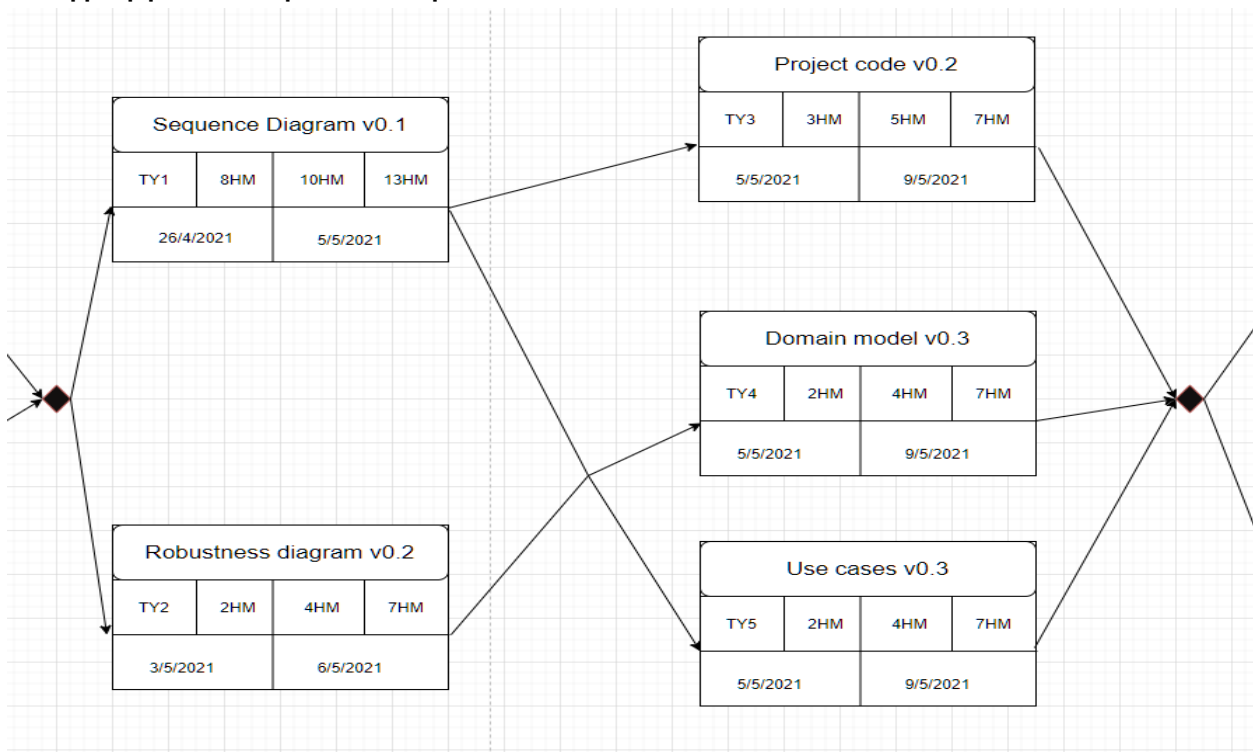 Sequence Diagram v0.1
TY1 8HM 10HM 13HM
26/4/2021 5/5/2021
Robustness diagram v0.2
TY2 2HM 4HM 7HM
3/5/2021 6/5/2021
Project code v0.2
TY3 3HM 5HM 7HM
5/5/2021 9/5/2021
Domain model v0.3
TY4 2HM 4HM 7HM
5/5/2021 9/5/2021
Use cases v0.3
TY5 2HM 4HM 7HM
5/5/2021 9/5/2021